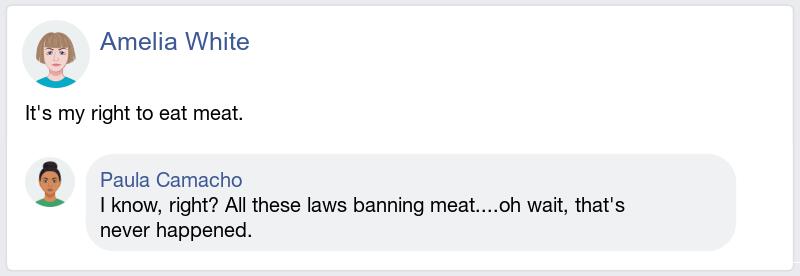 Amelia White
It's my right to eat meat.
Paula Camacho
I know, right? All these laws banning meat....oh wait, that's
never happened.